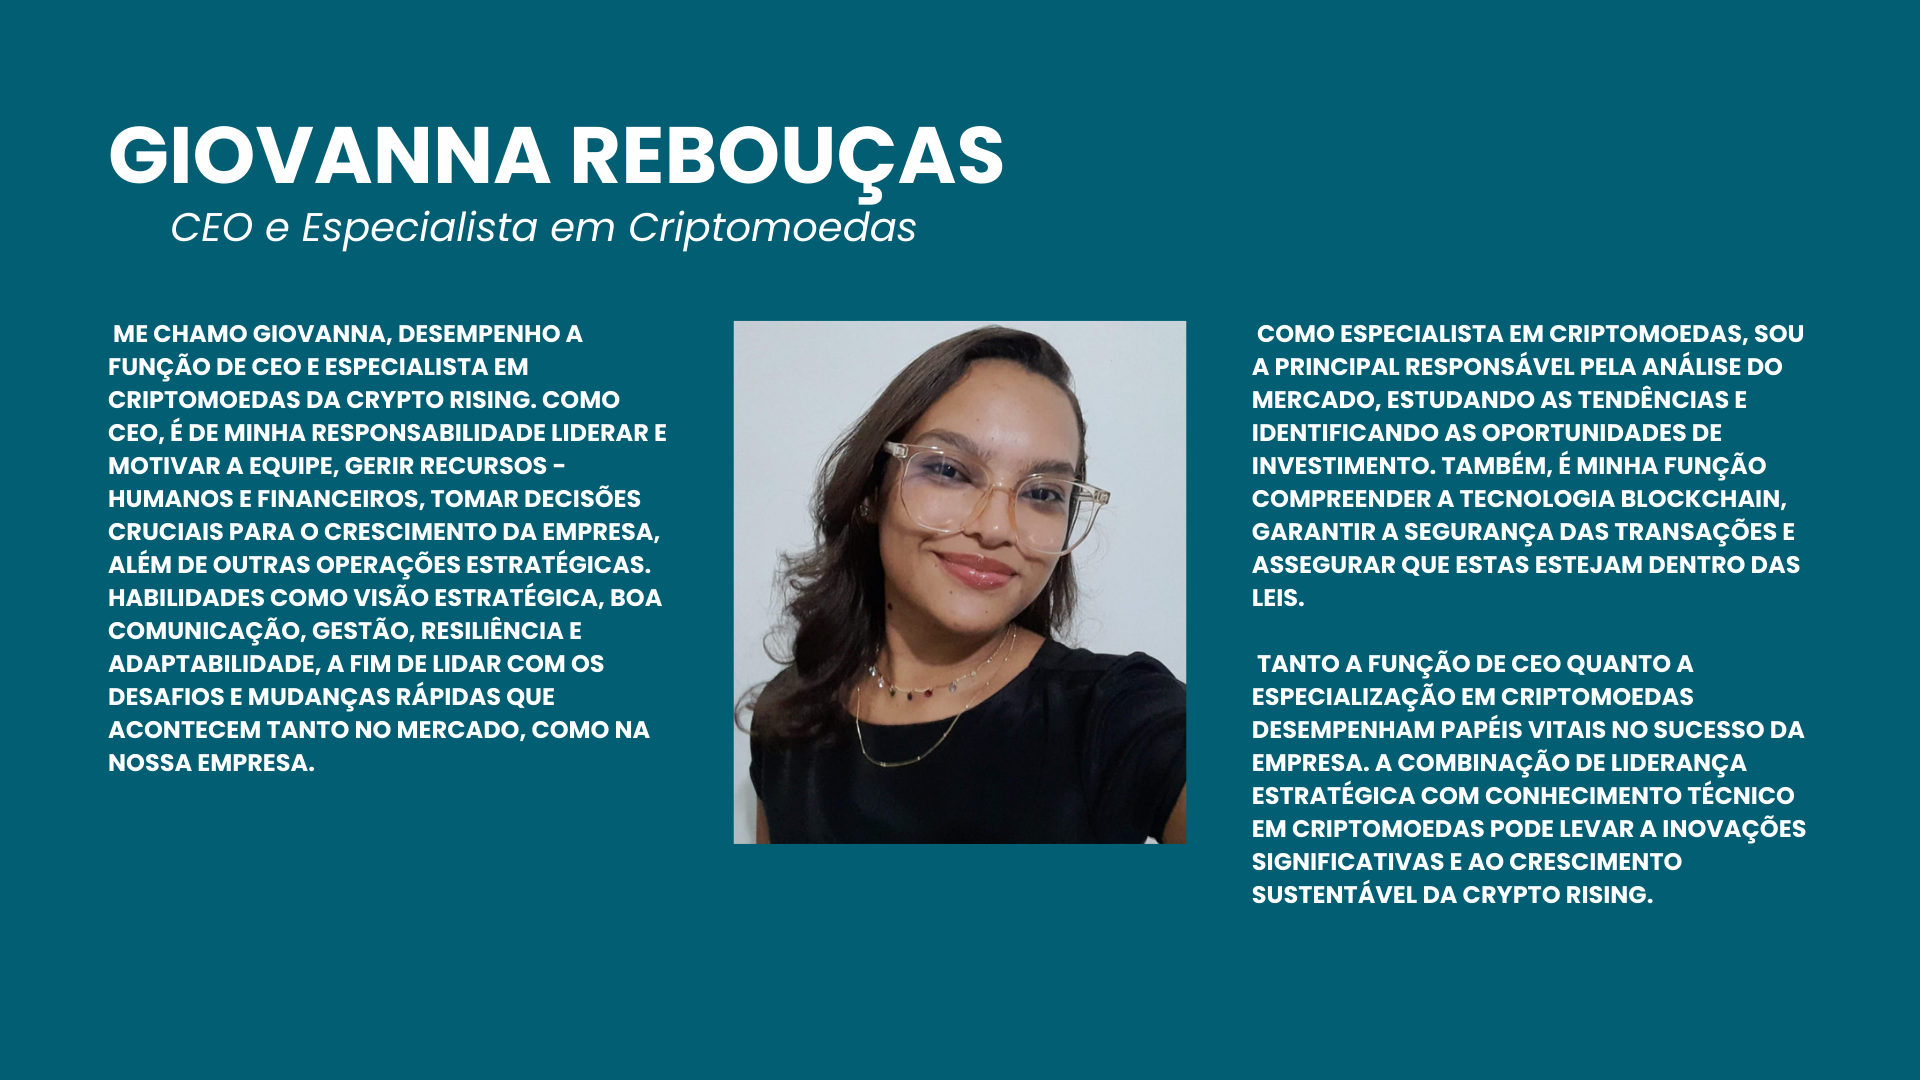 GIOVANNA REBOUÇAS
CEO e Especialista em Criptomoedas
ME CHAMO GIOVANNA, DESEMPENHO A
FUNÇÃO DE CEO E ESPECIALISTA EM
CRIPTOMOEDAS DA CRYPTO RISING. COMO
CEO, É DE MINHA RESPONSABILIDADE LIDERAR E
MOTIVAR A EQUIPE, GERIR RECURSOS -
HUMANOS E FINANCEIROS, TOMAR DECISÕES
CRUCIAIS PARA O CRESCIMENTO DA EMPRESA,
ALÉM DE OUTRAS OPERAÇÕES ESTRATÉGICAS.
HABILIDADES COMO VISÃO ESTRATÉGICA, BOA
COMUNICAÇÃO, GESTÃO, RESILIÊNCIA E
ADAPTABILIDADE, A FIM DE LIDAR COM OS
DESAFIOS E MUDANÇAS RÁPIDAS QUE
ACONTECEM TANTO NO MERCADO, COMO NA
NOSSA EMPRESA.
COMO ESPECIALISTA EM CRIPTOMOEDAS, SOU
A PRINCIPAL RESPONSÁVEL PELA ANÁLISE DO
MERCADO, ESTUDANDO AS TENDÊNCIAS E
IDENTIFICANDO AS OPORTUNIDADES DE
INVESTIMENTO. TAMBÉM, É MINHA FUNÇÃO
COMPREENDER A TECNOLOGIA BLOCKCHAIN,
GARANTIR A SEGURANÇA DAS TRANSAÇÕES E
ASSEGURAR QUE ESTAS ESTEJAM DENTRO DAS
LEIS.
TANTO A FUNÇÃO DE CEO QUANTO A
ESPECIALIZAÇÃO EM CRIPTOMOEDAS
DESEMPENHAM PAPÉIS VITAIS NO SUCESSO DA
EMPRESA. A COMBINAÇÃO DE LIDERANÇA
ESTRATÉGICA COM CONHECIMENTO TÉCNICO
EM CRIPTOMOEDAS PODE LEVAR A INOVAÇÕES
SIGNIFICATIVAS E AO CRESCIMENTO
SUSTENTÁVEL DA CRYPTO RISING.